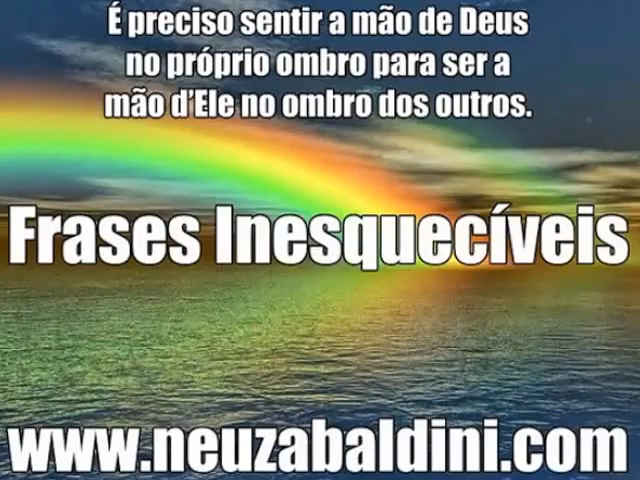 É preciso sentir a mão de Deus
no próprio ombro para ser a
mão d'Ele no ombro dos outros.
Frases Inesquecíveis
www.neuzabaldini.com